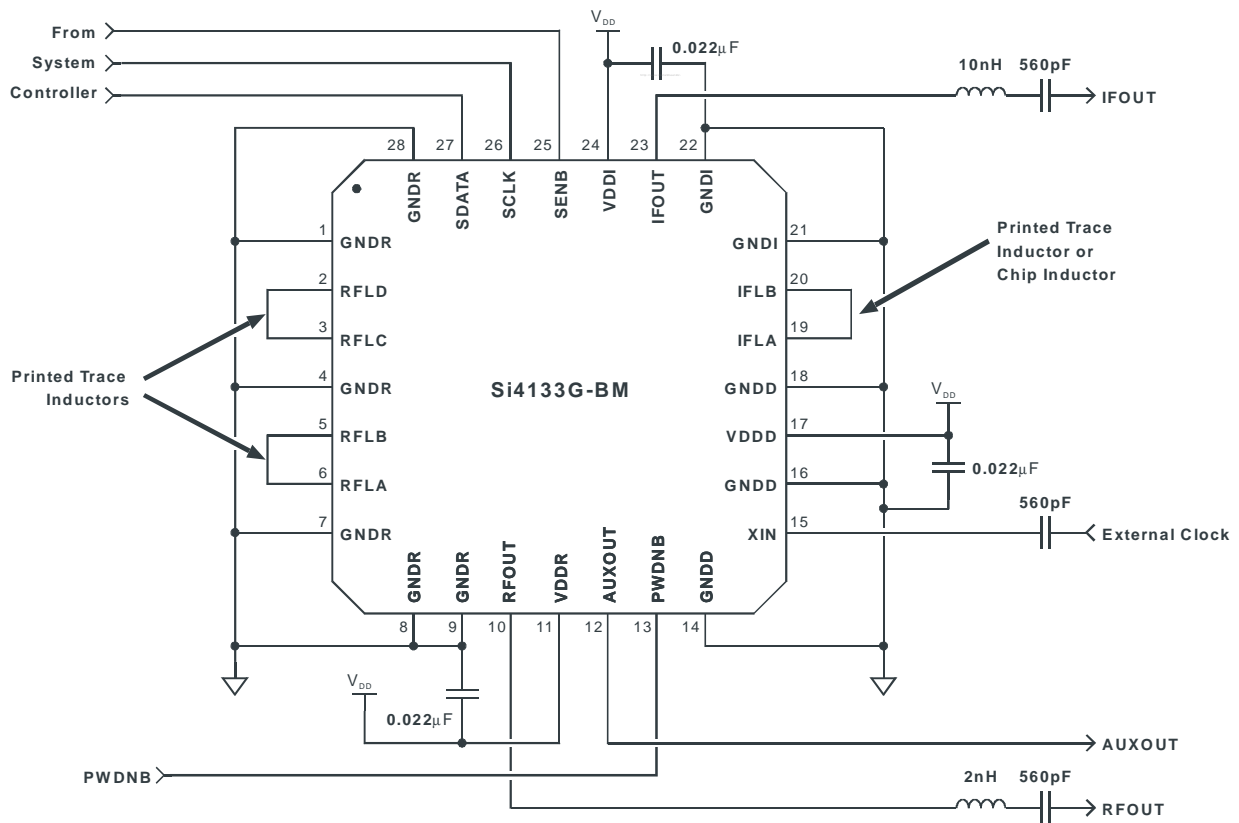 From
System
Controller
V_DD
0.022μF
10nH 560pF
IFOUT
28 27 26 25 24 23 22
GNDR SDATA SCLK SENB VDDI IFOUT GNDI
1 GNDR
2 RFLD
3 RFLC
4 GNDR
5 RFLB
6 RFLA
7 GNDR
Printed Trace
Inductors
Si4133G-BM
21 GNDI
20 IFLB
19 IFLA
18 GNDD
17 VDDD
16 GNDD
15 XIN
Printed Trace
Inductor or
Chip Inductor
V_DD
0.022μF
560pF
External Clock
GNDR GNDR RFOUT VDDR AUXOUT PWDNB GNDD
8 9 10 11 12 13 14
V_DD
0.022μF
AUXOUT
PWDNB
2nH 560pF
RFOUT